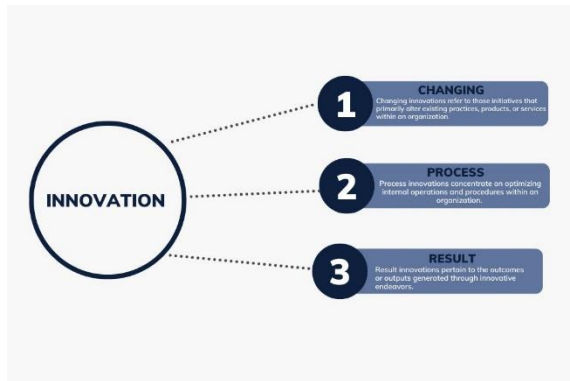 INNOVATION
1
CHANGING
Changing innovations refer to those initiatives that
primarily alter existing practices, products, or services
within an organization.
2
PROCESS
Process innovations concentrate on optimizing
internal operations and procedures within an
organization.
3
RESULT
Result innovations pertain to the outcomes
or outputs generated through innovative
endeavors.